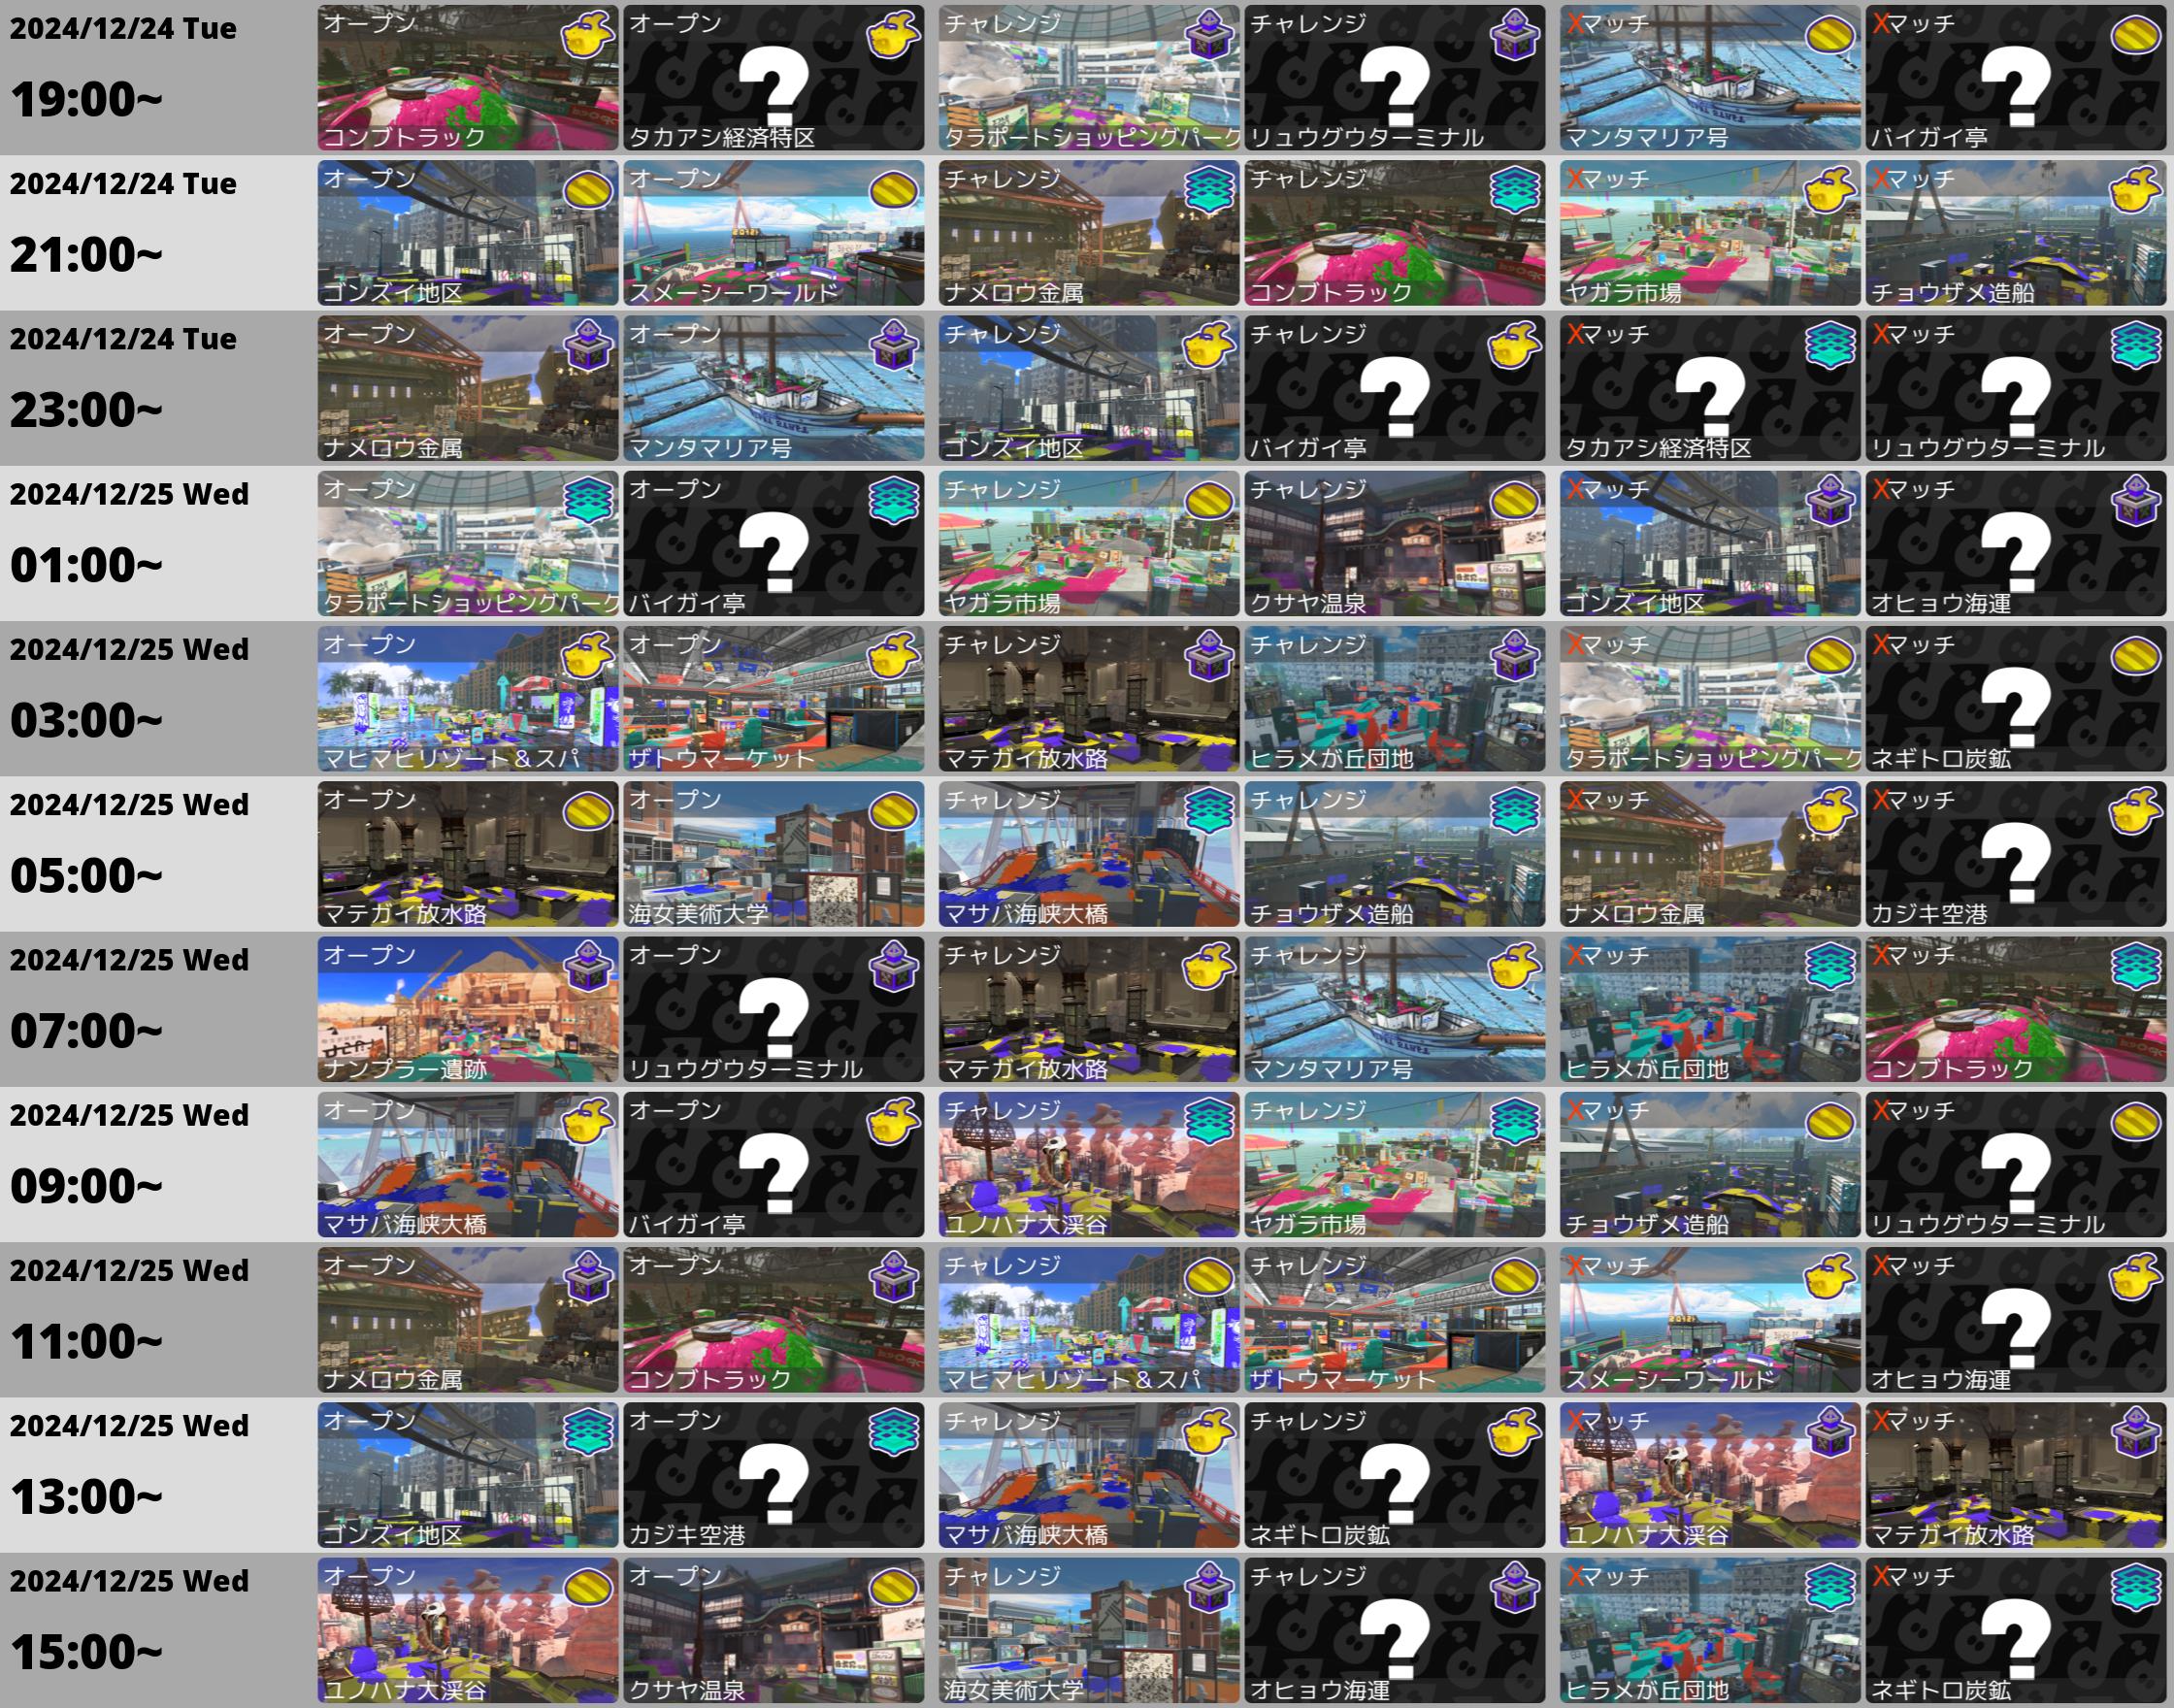 2024/12/24 Tue
19:00~
オープン
コンブトラック
オープン
タカアシ経済特区
チャレンジ
タラポートショッピングパーク
チャレンジ
リュウグウターミナル
Xマッチ
マンタマリア号
Xマッチ
バイガイ亭
2024/12/24 Tue
21:00~
オープン
ゴンズイ地区
オープン
スメーシーワールド
チャレンジ
ナメロウ金属
チャレンジ
コンブトラック
Xマッチ
ヤガラ市場
Xマッチ
チョウザメ造船
2024/12/24 Tue
23:00~
オープン
ナメロウ金属
オープン
マンタマリア号
チャレンジ
ゴンズイ地区
チャレンジ
バイガイ亭
Xマッチ
タカアシ経済特区
Xマッチ
リュウグウターミナル
2024/12/25 Wed
01:00~
オープン
タラポートショッピングパーク
オープン
バイガイ亭
チャレンジ
ヤガラ市場
チャレンジ
クサヤ温泉
Xマッチ
ゴンズイ地区
Xマッチ
オヒョウ海運
2024/12/25 Wed
03:00~
オープン
マヒマヒリゾート&スパ
オープン
ザトウマーケット
チャレンジ
マテガイ放水路
チャレンジ
ヒラメが丘団地
Xマッチ
タラポートショッピングパーク
Xマッチ
ネギトロ炭鉱
2024/12/25 Wed
05:00~
オープン
マテガイ放水路
オープン
海女美術大学
チャレンジ
マサバ海峡大橋
チャレンジ
チョウザメ造船
Xマッチ
ナメロウ金属
Xマッチ
カジキ空港
2024/12/25 Wed
07:00~
オープン
ナンプラー遺跡
オープン
リュウグウターミナル
チャレンジ
マテガイ放水路
チャレンジ
マンタマリア号
Xマッチ
ヒラメが丘団地
Xマッチ
コンブトラック
2024/12/25 Wed
09:00~
オープン
マサバ海峡大橋
オープン
バイガイ亭
チャレンジ
ユノハナ大渓谷
チャレンジ
ヤガラ市場
Xマッチ
チョウザメ造船
Xマッチ
リュウグウターミナル
2024/12/25 Wed
11:00~
オープン
ナメロウ金属
オープン
コンブトラック
チャレンジ
マヒマヒリゾート&スパ
チャレンジ
ザトウマーケット
Xマッチ
スメーシーワールド
Xマッチ
オヒョウ海運
2024/12/25 Wed
13:00~
オープン
ゴンズイ地区
オープン
カジキ空港
チャレンジ
マサバ海峡大橋
チャレンジ
ネギトロ炭鉱
Xマッチ
ユノハナ大渓谷
Xマッチ
マテガイ放水路
2024/12/25 Wed
15:00~
オープン
ユノハナ大渓谷
オープン
クサヤ温泉
チャレンジ
海女美術大学
チャレンジ
オヒョウ海運
Xマッチ
ヒラメが丘団地
Xマッチ
ネギトロ炭鉱